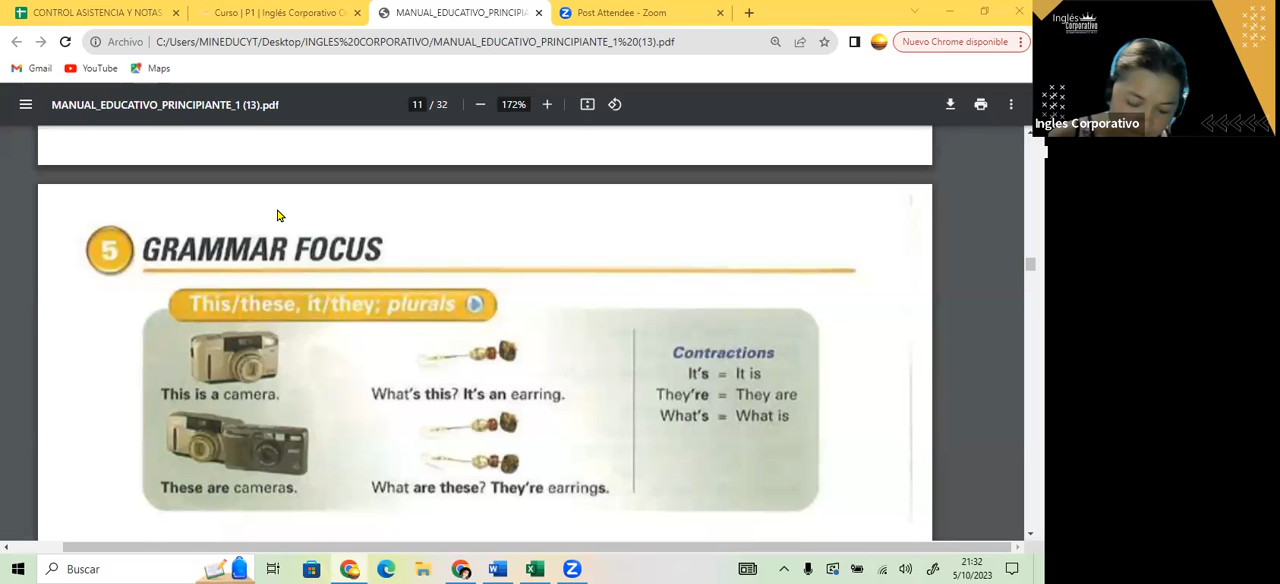 CONTROL ASISTENCIA Y NOTAS
Curso | P1 | Inglés Corporativo O
MANUAL_EDUCATIVO_PRINCIPIA
Post Attendee - Zoom
Archivo
C:/Users/MINEDUCYT/Desktop/INGLES%20CORPORATIVO/MANUAL_EDUCATIVO_PRINCIPIANTE_1%20(13).pdf
Nuevo Chrome disponible
Gmail
YouTube
Maps
MANUAL_EDUCATIVO_PRINCIPIANTE_1 (13).pdf
11 / 32
172%
Inglés
Corporativo
Ingles Corporativo
5 GRAMMAR FOCUS
This/these, it/they; plurals
This is a camera.
What's this? It's an earring.
These are cameras.
What are these? They're earrings.
Contractions
It's = It is
They're = They are
What's = What is
Buscar
21:32
5/10/2023